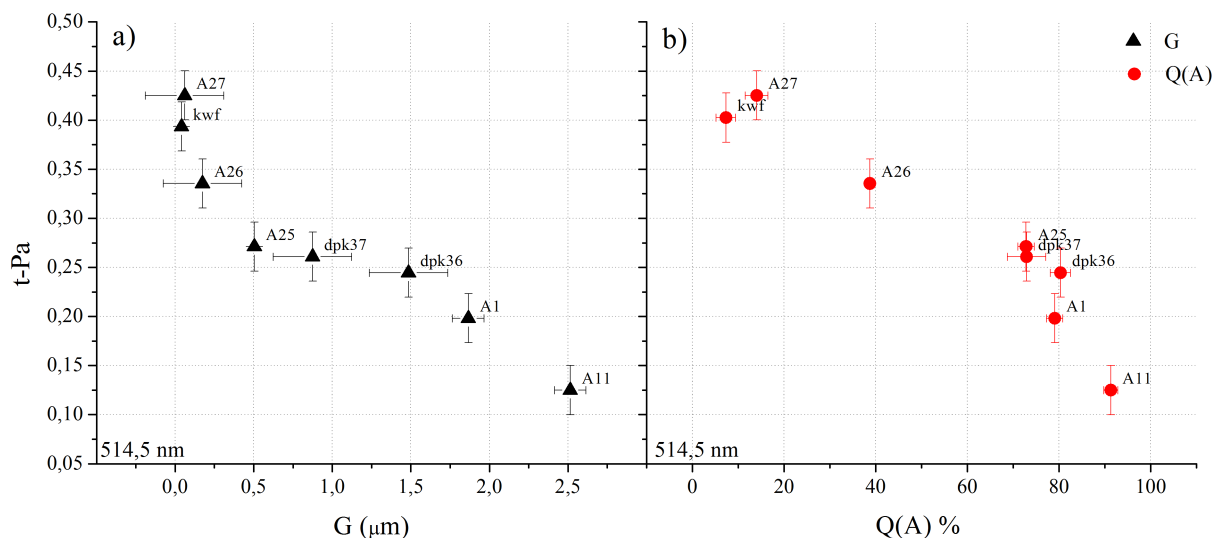 a)
b)
G
Q(A)
t-Pa
0,50
0,45
0,40
0,35
0,30
0,25
0,20
0,15
0,10
0,05
A27
kwf
A26
A25
dpk37
dpk36
A1
A11
514,5 nm
0,0 0,5 1,0 1,5 2,0 2,5
G (μm)
A27
kwf
A26
A25
dpk37
dpk36
A1
A11
514,5 nm
0 20 40 60 80 100
Q(A) %